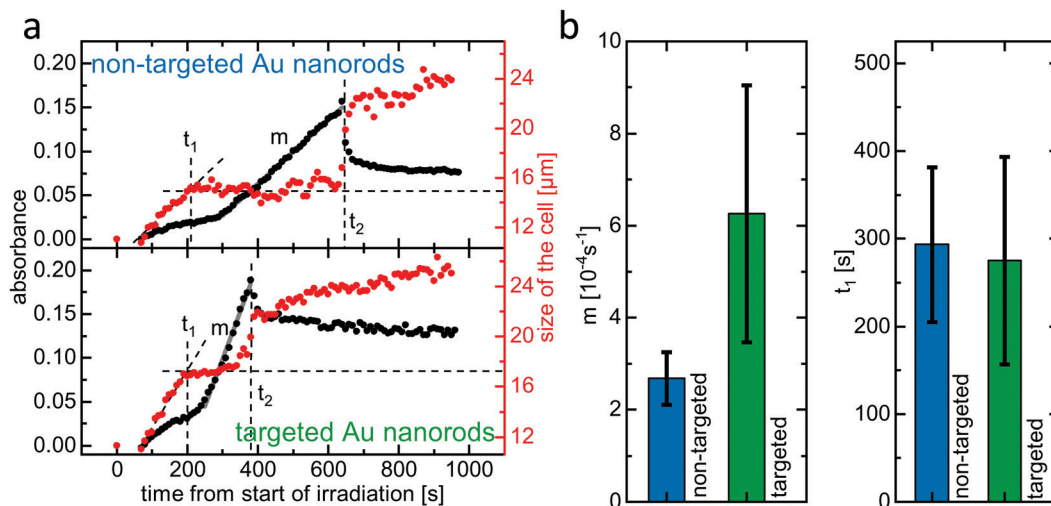 a
non-targeted Au nanorods
0.20
0.15
0.10
0.05
0.00
t1
m
t2
24
20
16
12
absorbance
size of the cell [µm]
0.20
0.15
0.10
0.05
0.00
t1
m
t2
24
20
16
12
targeted Au nanorods
0 200 400 600 800 1000
time from start of irradiation [s]
b
10
8
6
4
2
0
m [10-4s-1]
non-targeted
targeted
500
400
300
200
100
0
t1 [s]
non-targeted
targeted